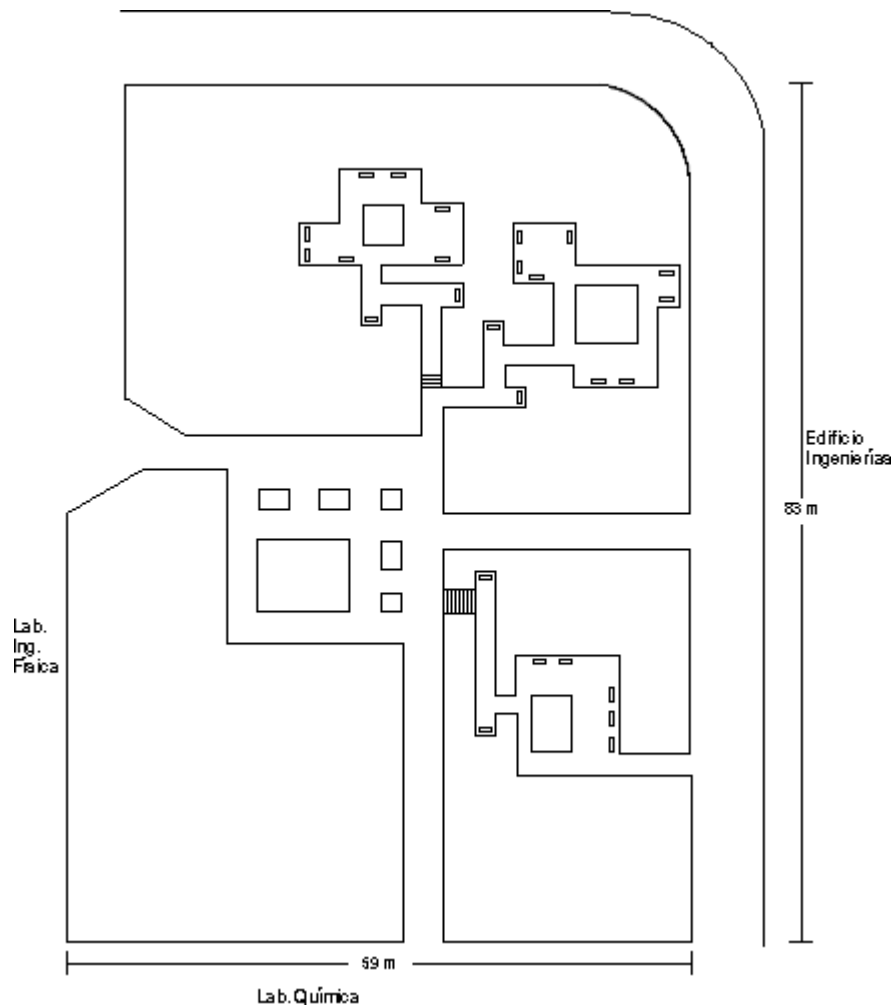 Edificio
Ingenierías
83 m
Lab.
Ing.
Física
59 m
Lab. Química